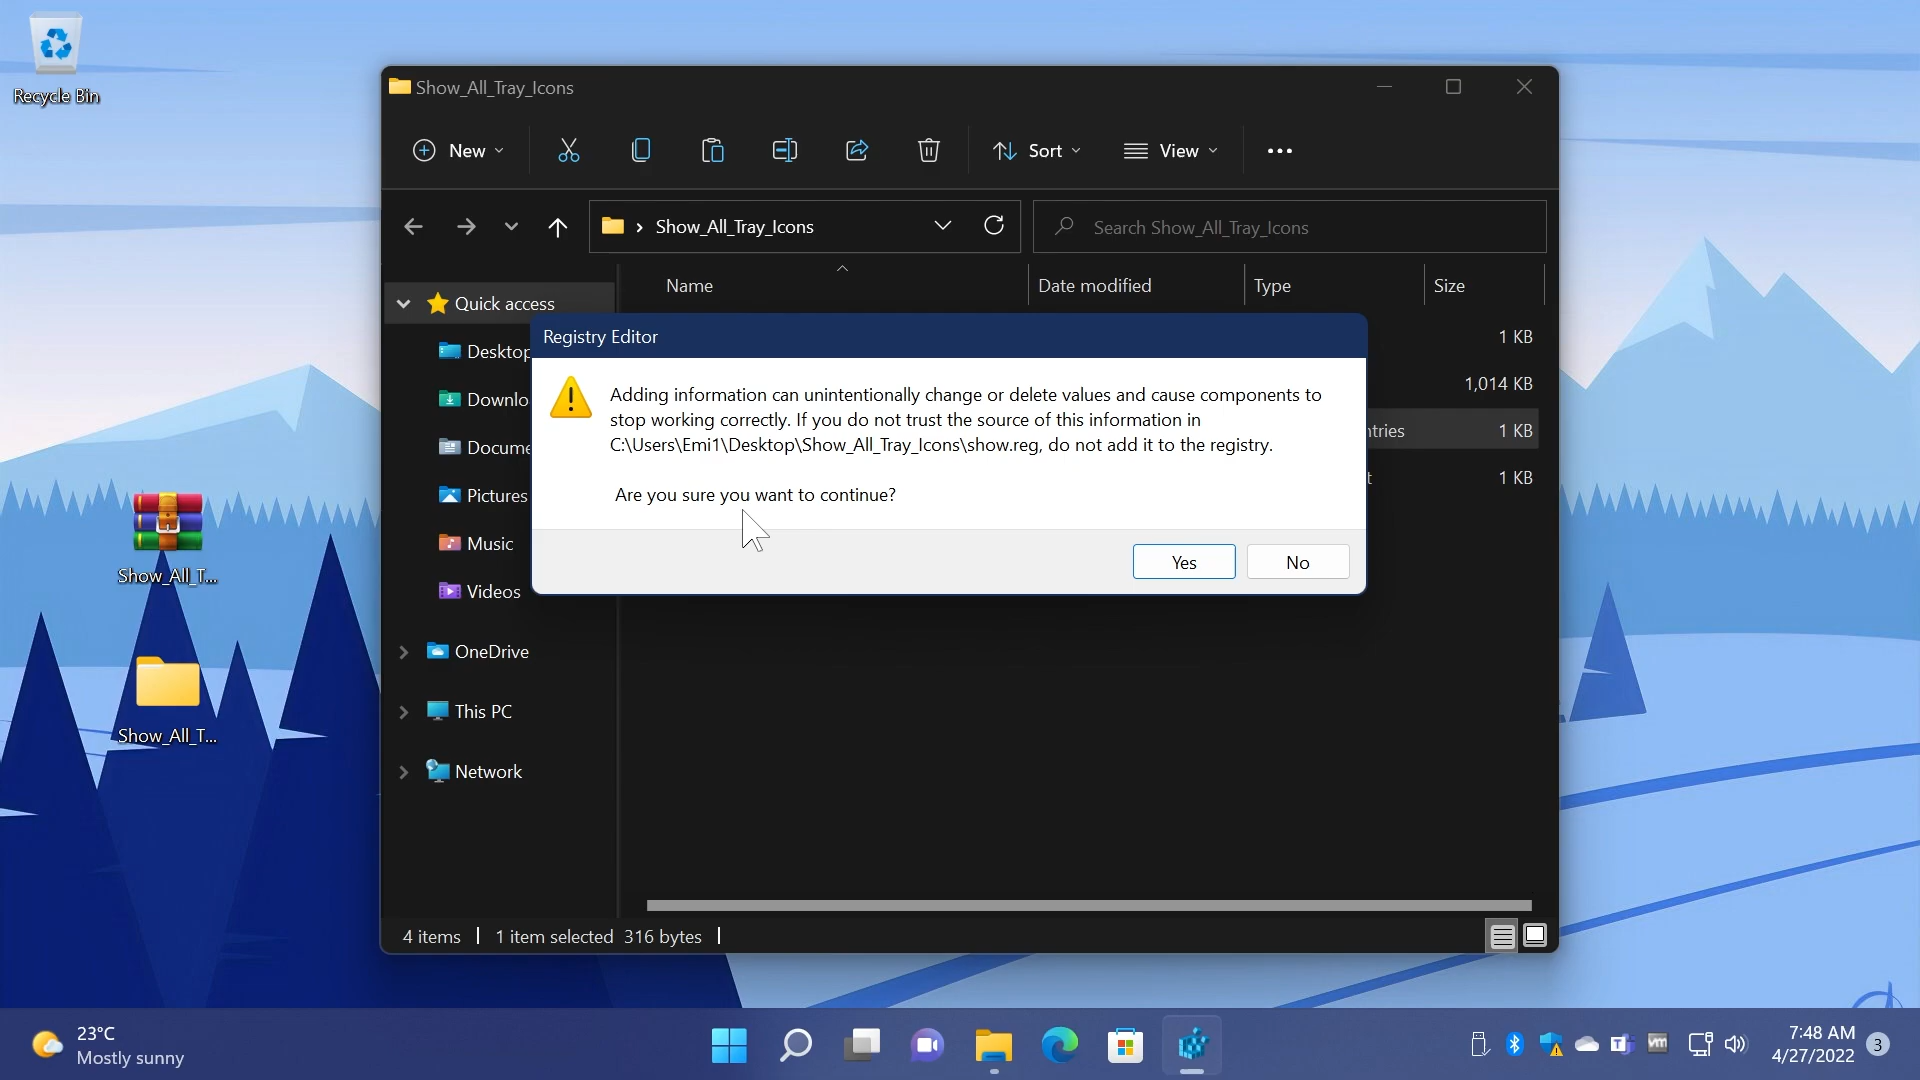 Recycle Bin
Show_All_Tray_Icons
New
Sort
View
Show_All_Tray_Icons
Search Show_All_Tray_Icons
Name
Date modified
Type
Size
Quick access
Desktop
Downlo
Docume
Pictures
Music
Videos
OneDrive
This PC
Network
1 KB
1,014 KB
ntries
1 KB
t
1 KB
Registry Editor
Adding information can unintentionally change or delete values and cause components to
stop working correctly. If you do not trust the source of this information in
C:\Users\Emi1\Desktop\Show_All_Tray_Icons\show.reg, do not add it to the registry.
Are you sure you want to continue?
Yes
No
Show_All_T...
Show_All_T...
4 items
1 item selected 316 bytes
23°C
Mostly sunny
vm
7:48 AM
4/27/2022
3